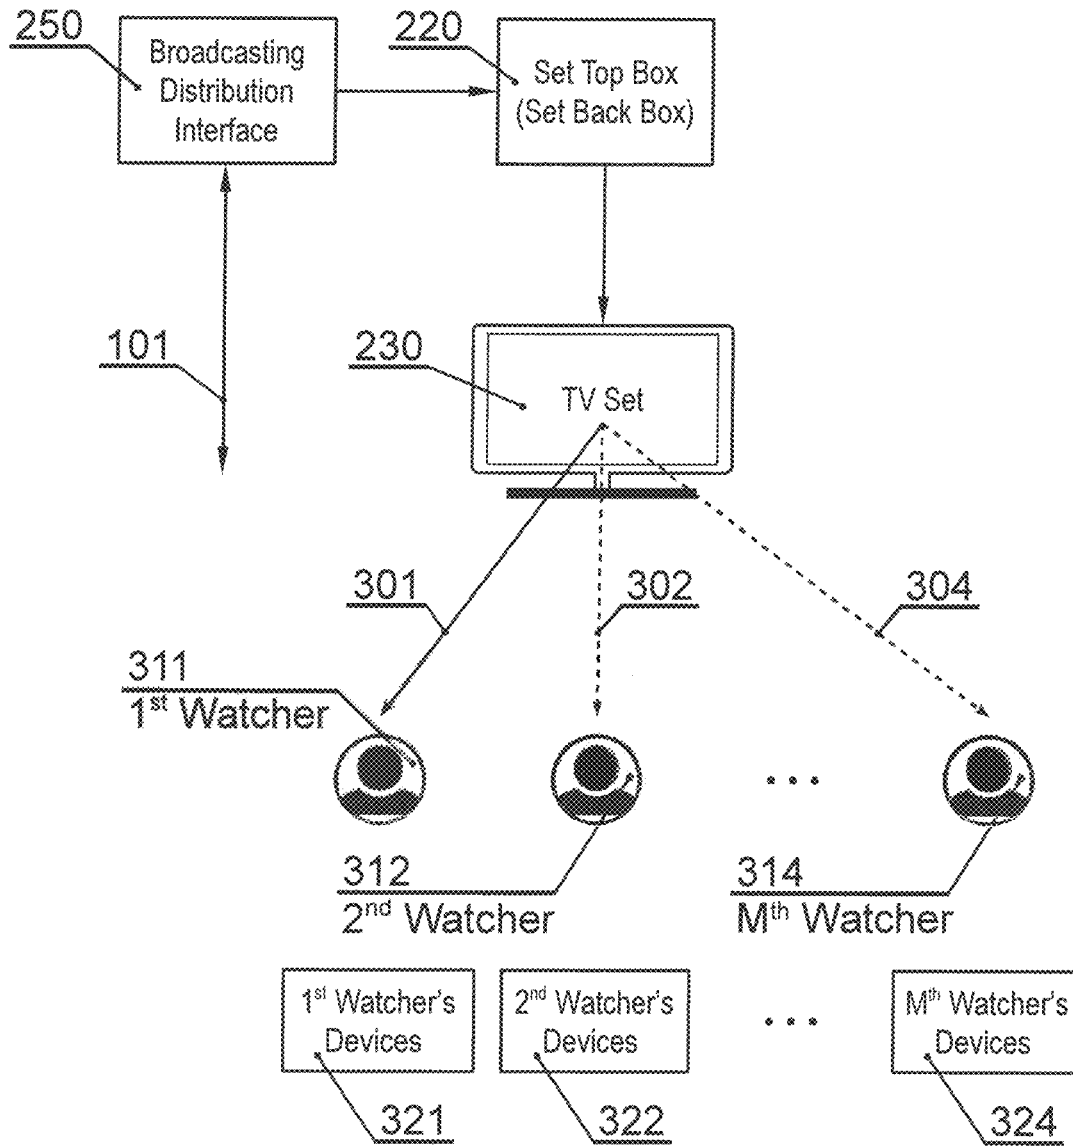 250
Broadcasting
Distribution
Interface
220
Set Top Box
(Set Back Box)
101
230
TV Set
301
302
304
311
1st Watcher
312
2nd Watcher
...
314
Mth Watcher
1st Watcher's
Devices
2nd Watcher's
Devices
...
Mth Watcher's
Devices
321
322
324